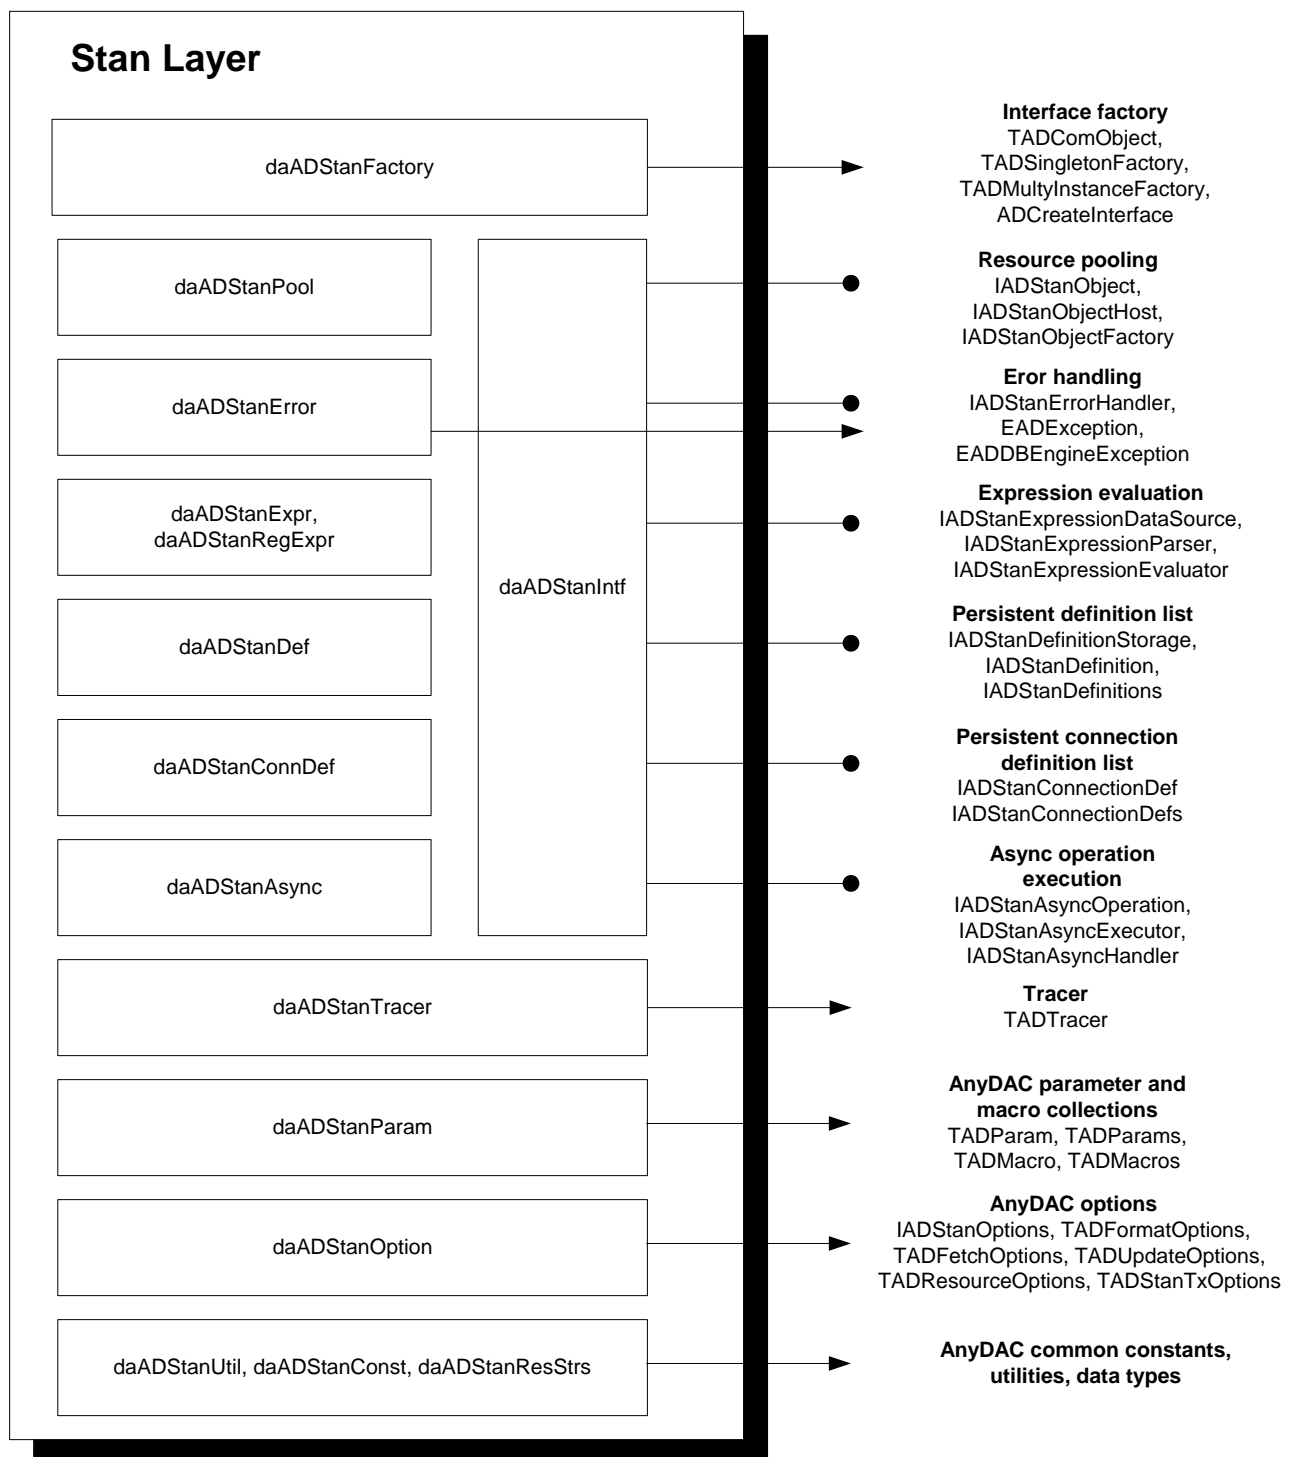 Stan Layer
daADStanFactory
Interface factory
TADComObject,
TADSingletonFactory,
TADMultyInstanceFactory,
ADCreateInterface
daADStanPool
Resource pooling
IADStanObject,
IADStanObjectHost,
IADStanObjectFactory
daADStanError
Eror handling
IADStanErrorHandler,
EADException,
EADDBEngineException
daADStanExpr,
daADStanRegExpr
daADStanIntf
Expression evaluation
IADStanExpressionDataSource,
IADStanExpressionParser,
IADStanExpressionEvaluator
daADStanDef
Persistent definition list
IADStanDefinitionStorage,
IADStanDefinition,
IADStanDefinitions
daADStanConnDef
Persistent connection
definition list
IADStanConnectionDef
IADStanConnectionDefs
daADStanAsync
Async operation
execution
IADStanAsyncOperation,
IADStanAsyncExecutor,
IADStanAsyncHandler
daADStanTracer
Tracer
TADTracer
daADStanParam
AnyDAC parameter and
macro collections
TADParam, TADParams,
TADMacro, TADMacros
daADStanOption
AnyDAC options
IADStanOptions, TADFormatOptions,
TADFetchOptions, TADUpdateOptions,
TADResourceOptions, TADStanTxOptions
daADStanUtil, daADStanConst, daADStanResStrs
AnyDAC common constants,
utilities, data types